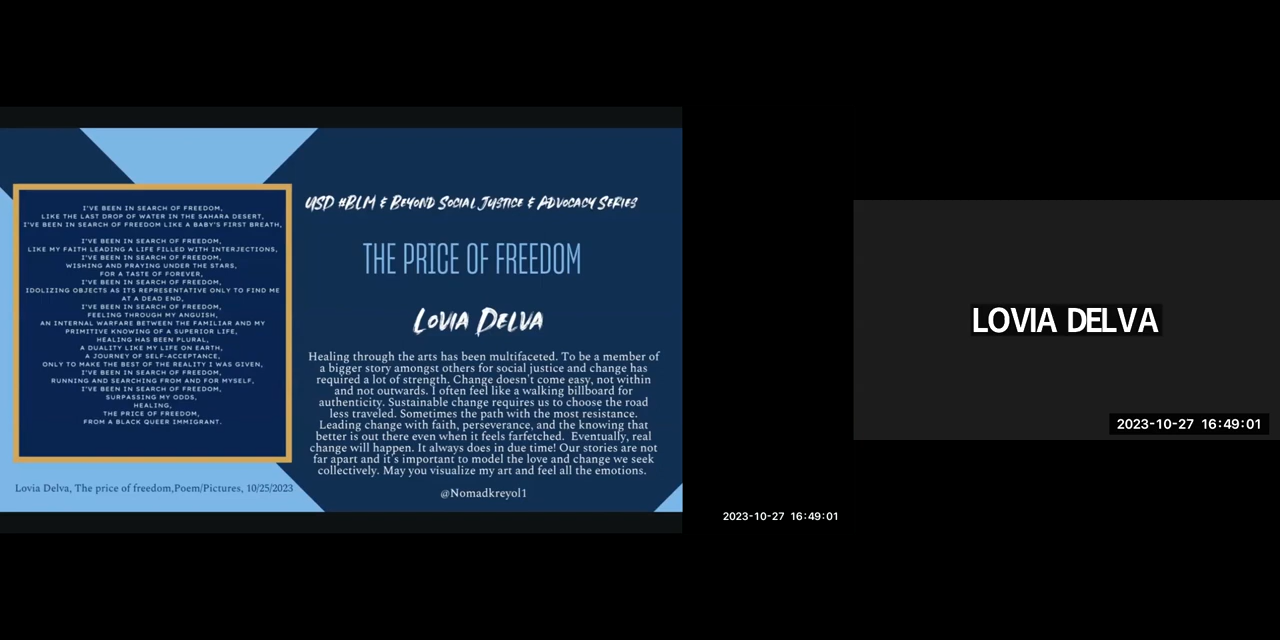 I'VE BEEN IN SEARCH OF FREEDOM,
LIKE THE LAST DROP OF WATER IN THE SAHARA DESERT,
I'VE BEEN IN SEARCH OF FREEDOM LIKE A BABY'S FIRST BREATH,
I'VE BEEN IN SEARCH OF FREEDOM,
LIKE MY FAITH LEADING A LIFE FILLED WITH INTERJECTIONS,
I'VE BEEN IN SEARCH OF FREEDOM,
WISHING AND PRAYING UNDER THE STARS,
FOR A TASTE OF FOREVER,
I'VE BEEN IN SEARCH OF FREEDOM,
IDOLIZING OBJECTS AS ITS REPRESENTATIVE ONLY TO FIND ME
AT A DEAD END,
I'VE BEEN IN SEARCH OF FREEDOM,
FEELING THROUGH MY ANGUISH,
AN INTERNAL WARFARE BETWEEN THE FAMILIAR AND MY
PRIMITIVE KNOWING OF A SUPERIOR LIFE,
HEALING HAS BEEN PLURAL,
A DUALITY LIKE MY LIFE ON EARTH,
A JOURNEY OF SELF-ACCEPTANCE,
ONLY TO MAKE THE BEST OF THE REALITY I WAS GIVEN,
I'VE BEEN IN SEARCH OF FREEDOM,
RUNNING AND SEARCHING FROM AND FOR MYSELF,
I'VE BEEN IN SEARCH OF FREEDOM,
SURPASSING MY ODDS,
HEALING,
THE PRICE OF FREEDOM,
FROM A BLACK QUEER IMMIGRANT.
Lovia Delva, The price of freedom,Poem/Pictures, 10/25/2023
USD #BLM & Beyond Social Justice & Advocacy Series
THE PRICE OF FREEDOM
Lovia Delva
Healing through the arts has been multifaceted. To be a member of
a bigger story amongst others for social justice and change has
required a lot of strength. Change doesn't come easy, not within
and not outwards. I often feel like a walking billboard for
authenticity. Sustainable change requires us to choose the road
less traveled. Sometimes the path with the most resistance.
Leading change with faith, perseverance, and the knowing that
better is out there even when it feels farfetched. Eventually, real
change will happen. It always does in due time! Our stories are not
far apart and it's important to model the love and change we seek
collectively. May you visualize my art and feel all the emotions.
@Nomadkreyol1
LOVIA DELVA
2023-10-27 16:49:01
2023-10-27 16:49:01